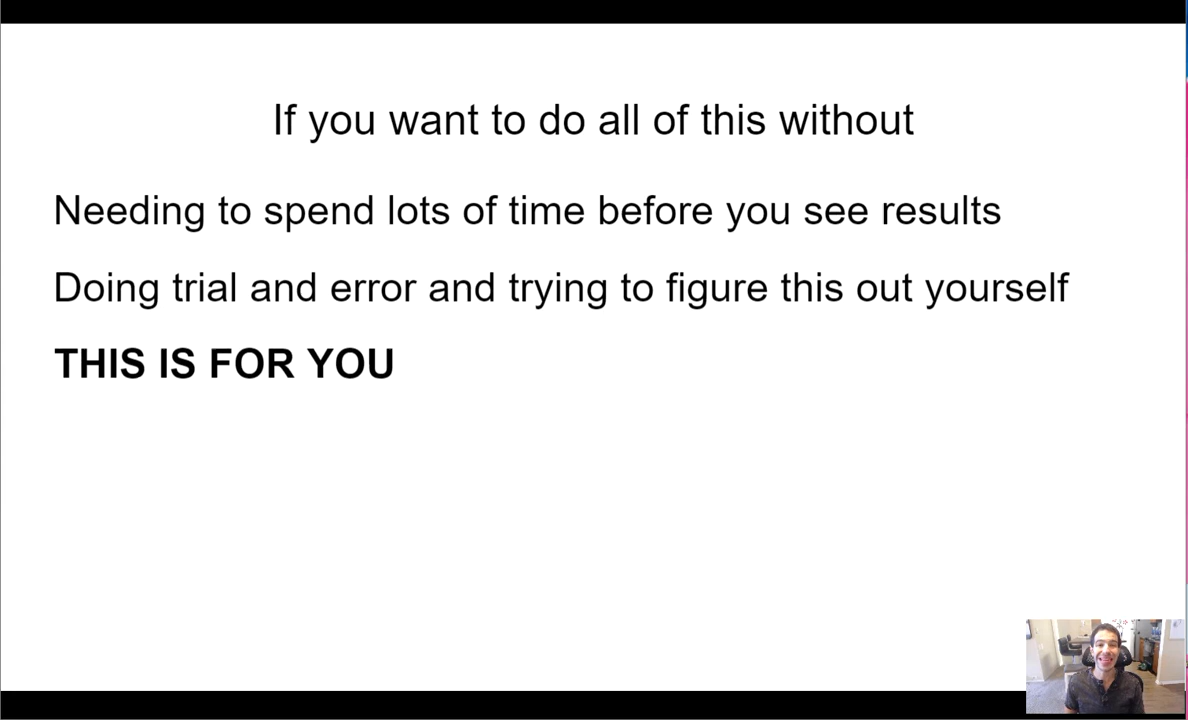 If you want to do all of this without
Needing to spend lots of time before you see results
Doing trial and error and trying to figure this out yourself
THIS IS FOR YOU